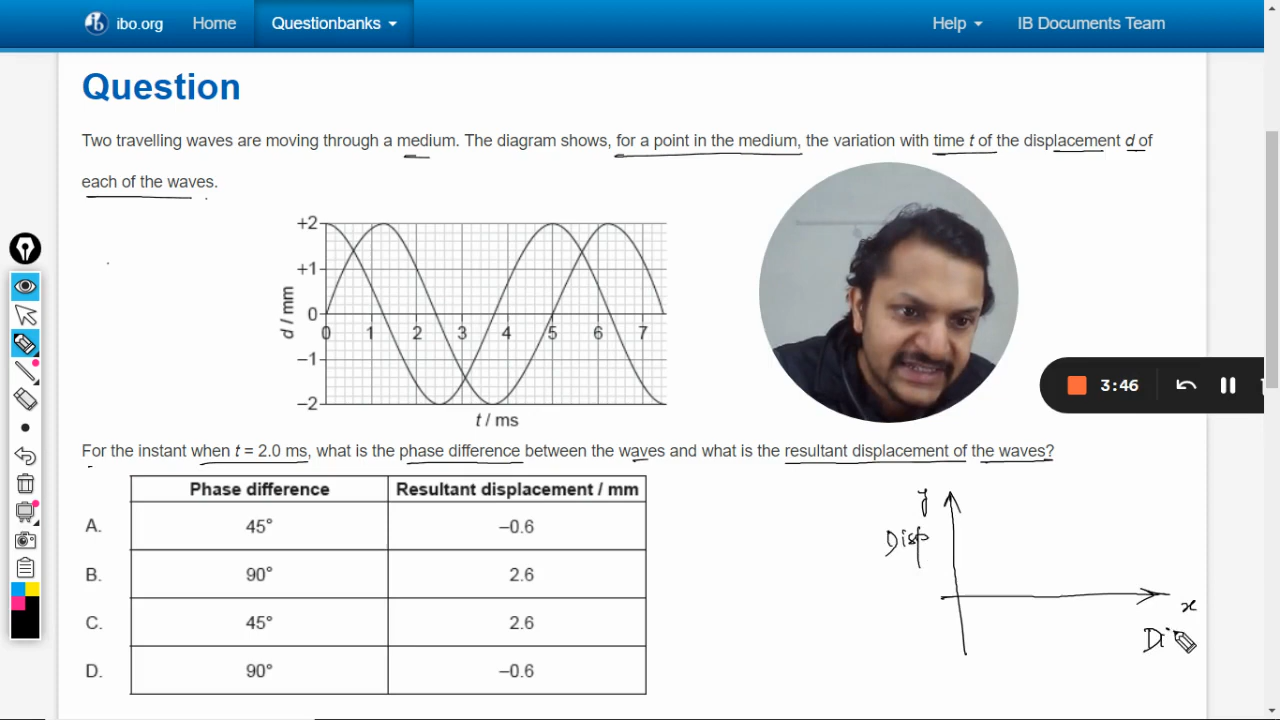 ibo.org Home Questionbanks Help IB Documents Team
Question
Two travelling waves are moving through a medium. The diagram shows, for a point in the medium, the variation with time t of the displacement d of
each of the waves.
+2
+1
0
−1
−2
d / mm
0 1 2 3 4 5 6 7
t / ms
3:46
For the instant when t = 2.0 ms, what is the phase difference between the waves and what is the resultant displacement of the waves?
Phase difference Resultant displacement / mm
A. 45° −0.6
B. 90° 2.6
C. 45° 2.6
D. 90° −0.6
y
Disp
x
Di